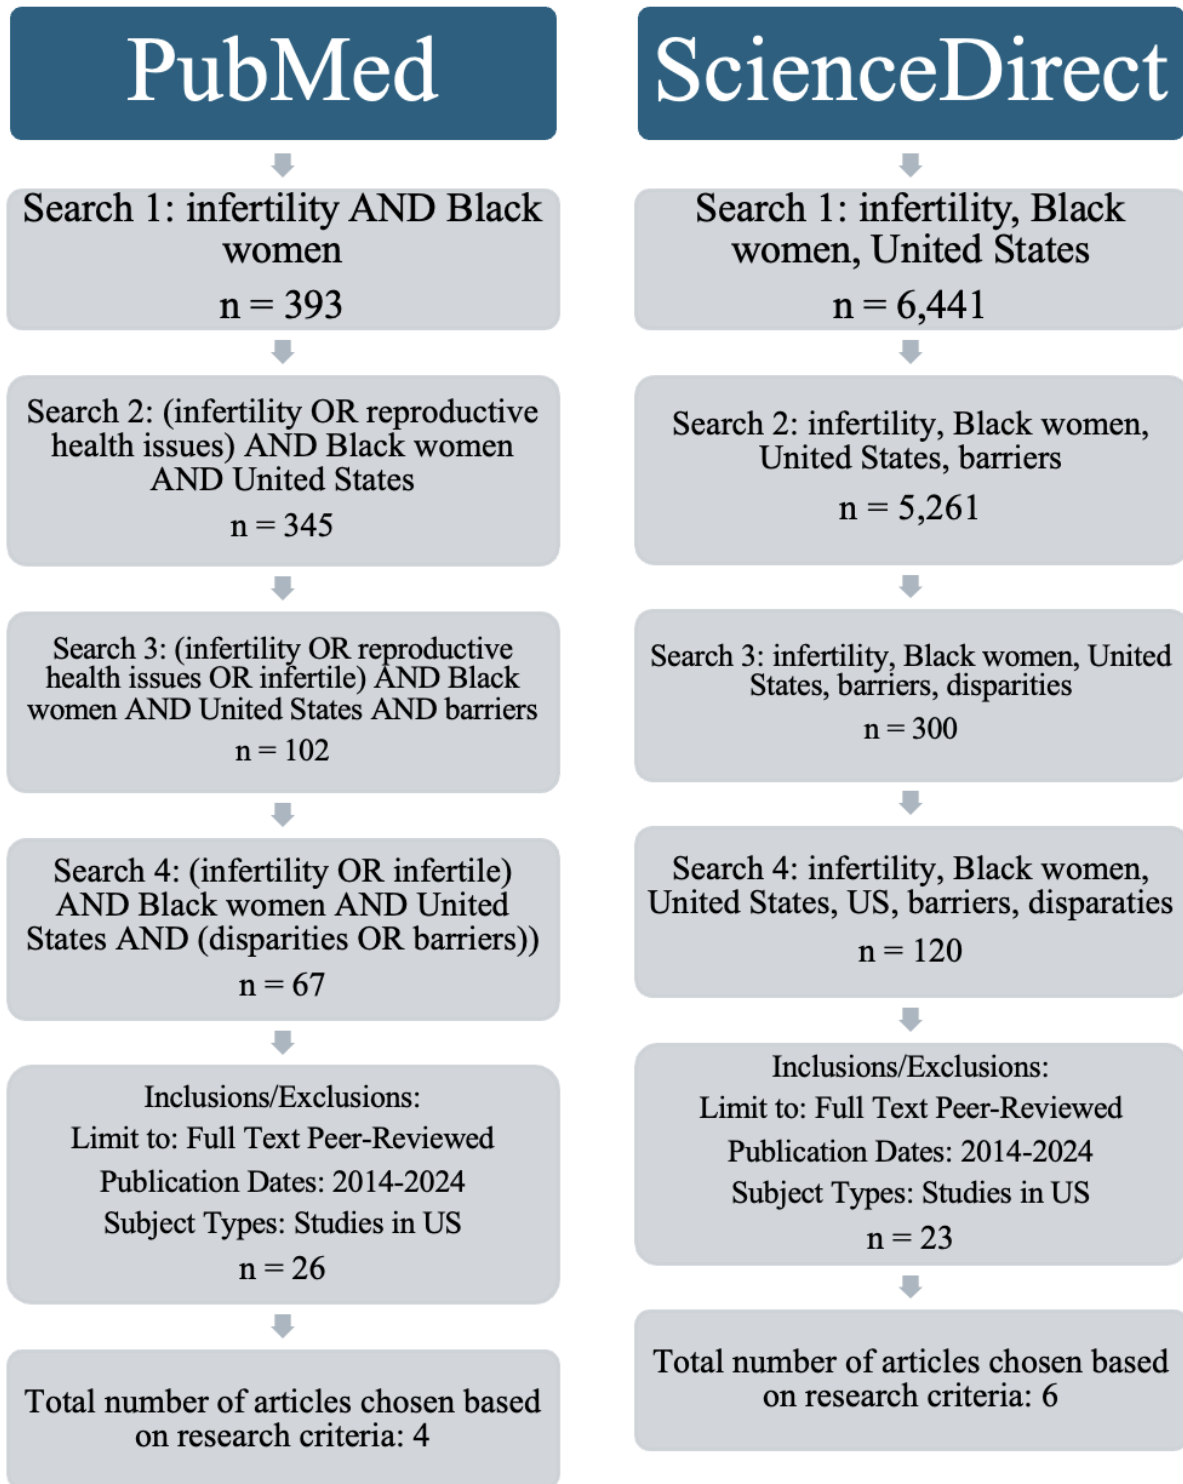 PubMed
Search 1: infertility AND Black
women
n = 393
Search 2: (infertility OR reproductive
health issues) AND Black women
AND United States
n = 345
Search 3: (infertility OR reproductive
health issues OR infertile) AND Black
women AND United States AND barriers
n = 102
Search 4: (infertility OR infertile)
AND Black women AND United
States AND (disparities OR barriers))
n = 67
Inclusions/Exclusions:
Limit to: Full Text Peer-Reviewed
Publication Dates: 2014-2024
Subject Types: Studies in US
n = 26
Total number of articles chosen based
on research criteria: 4
ScienceDirect
Search 1: infertility, Black
women, United States
n = 6,441
Search 2: infertility, Black women,
United States, barriers
n = 5,261
Search 3: infertility, Black women, United
States, barriers, disparities
n = 300
Search 4: infertility, Black women,
United States, US, barriers, disparaties
n = 120
Inclusions/Exclusions:
Limit to: Full Text Peer-Reviewed
Publication Dates: 2014-2024
Subject Types: Studies in US
n = 23
Total number of articles chosen based
on research criteria: 6